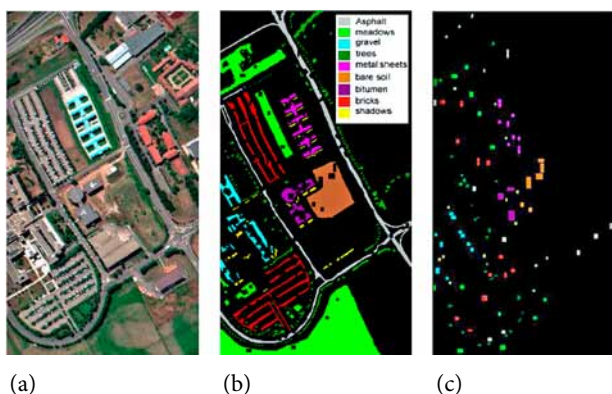 Asphalt
meadows
gravel
trees
metal sheets
bare soil
bitumen
bricks
shadows
(a) (b) (c)